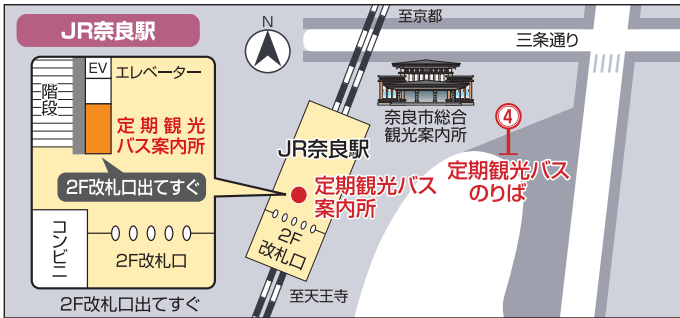 JR奈良駅
EV
エレベーター
階段
定期観光
バス案内所
2F改札口出てすぐ
コンビニ
2F改札口
2F改札口出てすぐ
N
至京都
三条通り
奈良市総合
観光案内所
JR奈良駅
定期観光バス
案内所
2F
改札口
至天王寺
4
定期観光バス
のりば